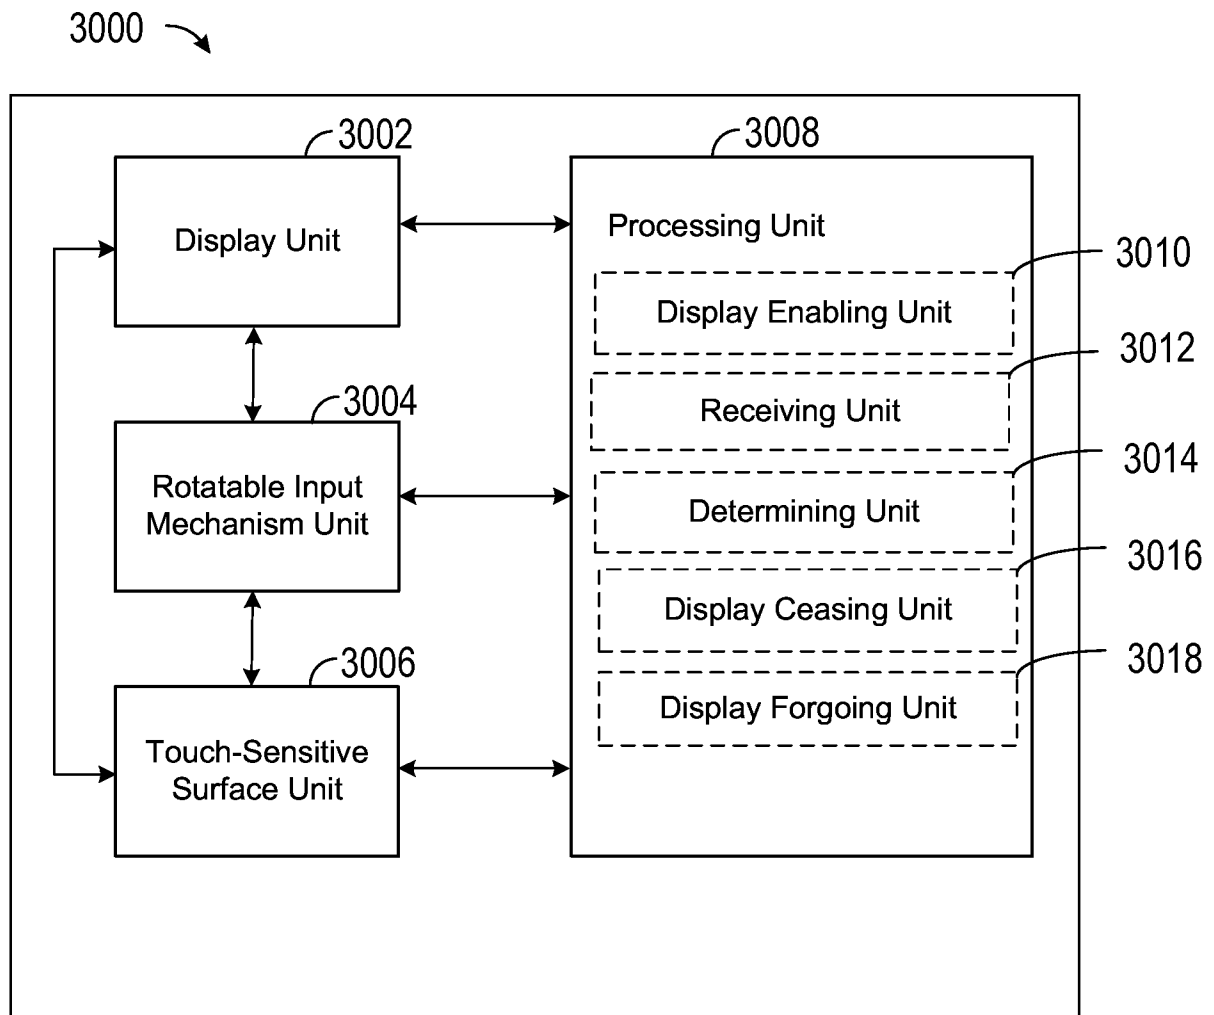 3000
3002
Display Unit
3004
Rotatable Input
Mechanism Unit
3006
Touch-Sensitive
Surface Unit
3008
Processing Unit
3010
Display Enabling Unit
3012
Receiving Unit
3014
Determining Unit
3016
Display Ceasing Unit
3018
Display Forgoing Unit